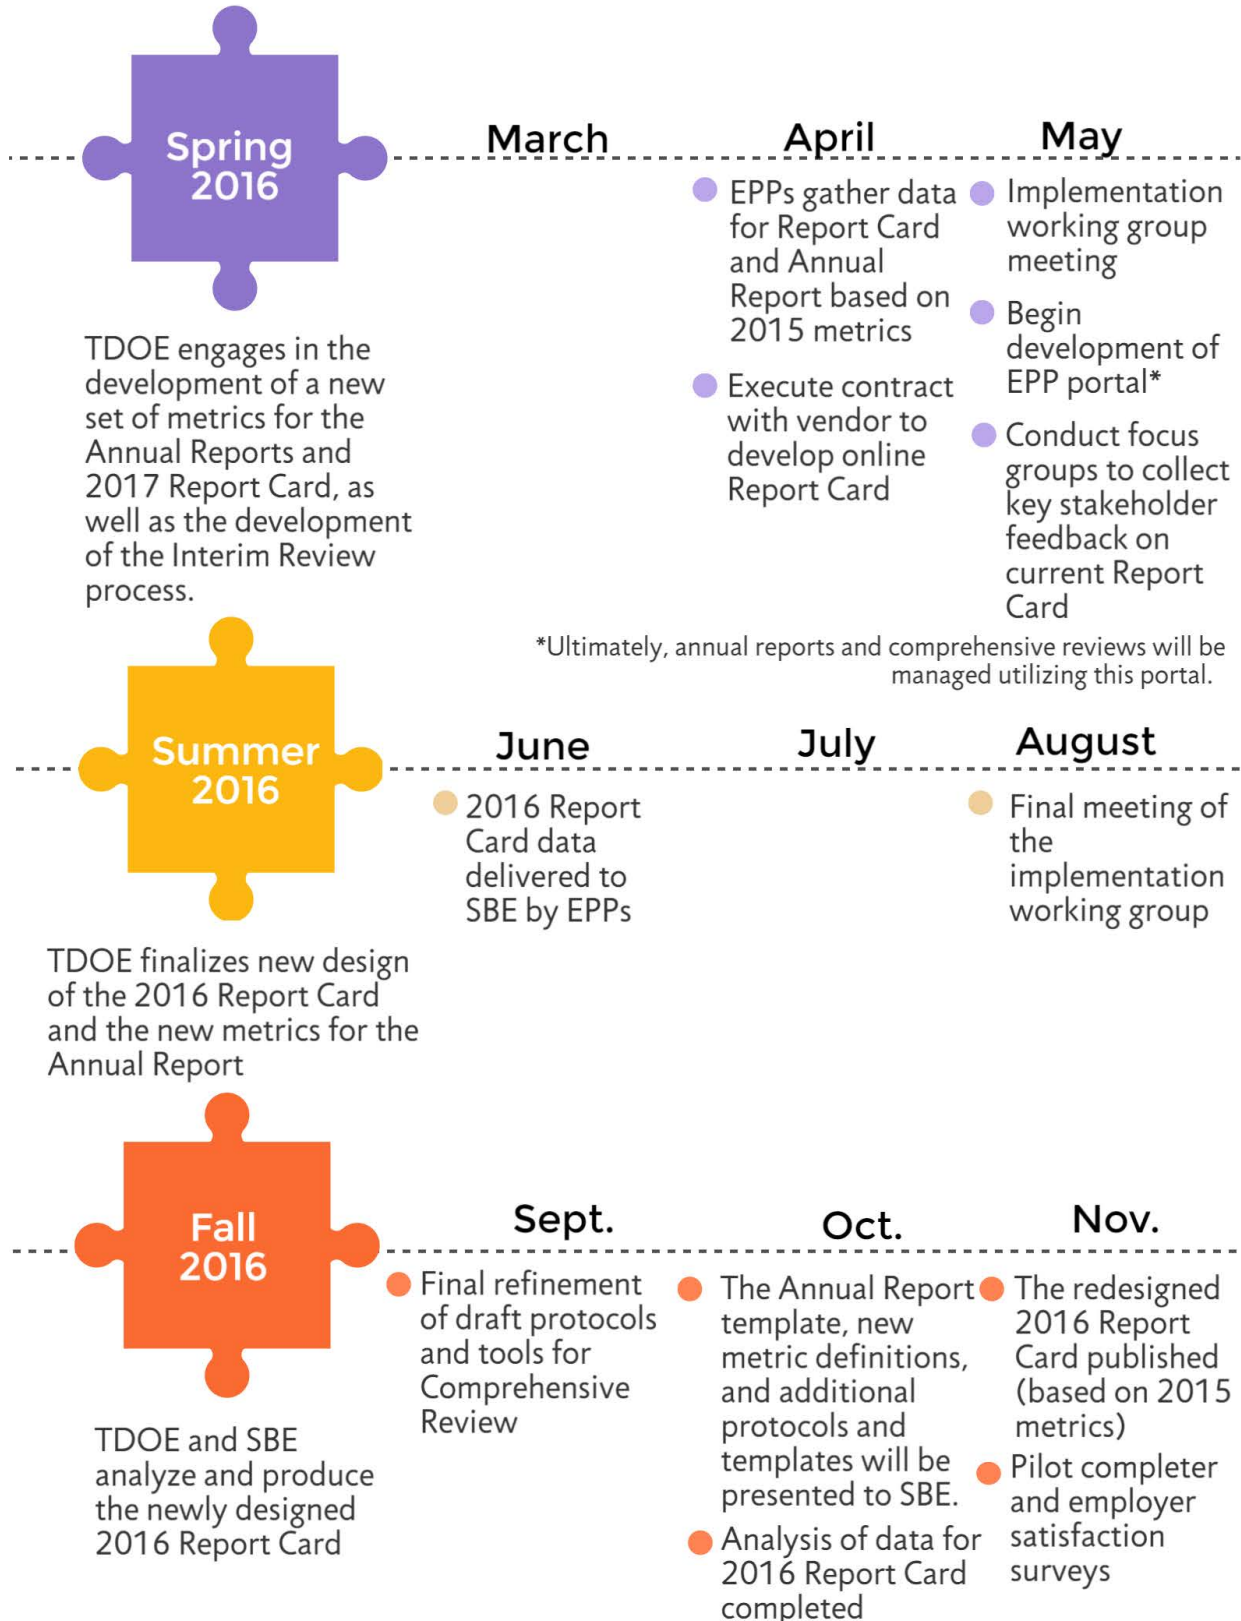 Spring
2016
March
April
May
EPPs gather data
for Report Card
and Annual
Report based on
2015 metrics
Execute contract
with vendor to
develop online
Report Card
Implementation
working group
meeting
Begin
development of
EPP portal*
Conduct focus
groups to collect
key stakeholder
feedback on
current Report
Card
TDOE engages in the
development of a new
set of metrics for the
Annual Reports and
2017 Report Card, as
well as the development
of the Interim Review
process.
*Ultimately, annual reports and comprehensive reviews will be
managed utilizing this portal.
Summer
2016
June
July
August
2016 Report
Card data
delivered to
SBE by EPPs
Final meeting of
the
implementation
working group
TDOE finalizes new design
of the 2016 Report Card
and the new metrics for the
Annual Report
Fall
2016
Sept.
Oct.
Nov.
Final refinement
of draft protocols
and tools for
Comprehensive
Review
The Annual Report
template, new
metric definitions,
and additional
protocols and
templates will be
presented to SBE.
Analysis of data for
2016 Report Card
completed
The redesigned
2016 Report
Card published
(based on 2015
metrics)
Pilot completer
and employer
satisfaction
surveys
TDOE and SBE
analyze and produce
the newly designed
2016 Report Card